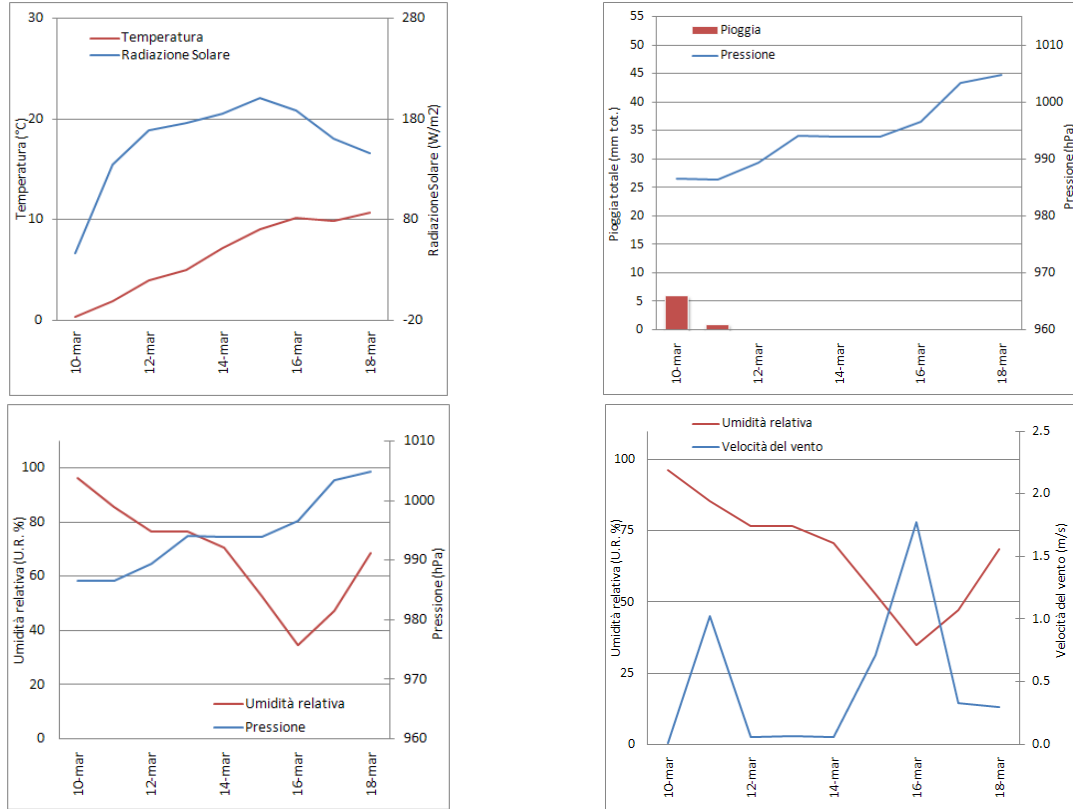 30
20
10
0
Temperatura (°C)
Temperatura
Radiazione Solare
280
180
80
-20
RadiazioneSolare (W/m2)
10-mar
12-mar
14-mar
16-mar
18-mar
55
50
45
40
35
30
25
20
15
10
5
0
Pioggia totale (mm tot.)
Pioggia
Pressione
1010
1000
990
980
970
960
Pressione (hPa)
10-mar
12-mar
14-mar
16-mar
18-mar
100
80
60
40
20
0
Umidità relativa (U.R. %)
1010
1000
990
980
970
960
Pressione (hPa)
Umidità relativa
Pressione
10-mar
12-mar
14-mar
16-mar
18-mar
100
75
50
25
0
Umidità relativa (U.R. %)
Umidità relativa
Velocità del vento
2.5
2.0
1.5
1.0
0.5
0.0
Velocità del vento (m/s)
10-mar
12-mar
14-mar
16-mar
18-mar